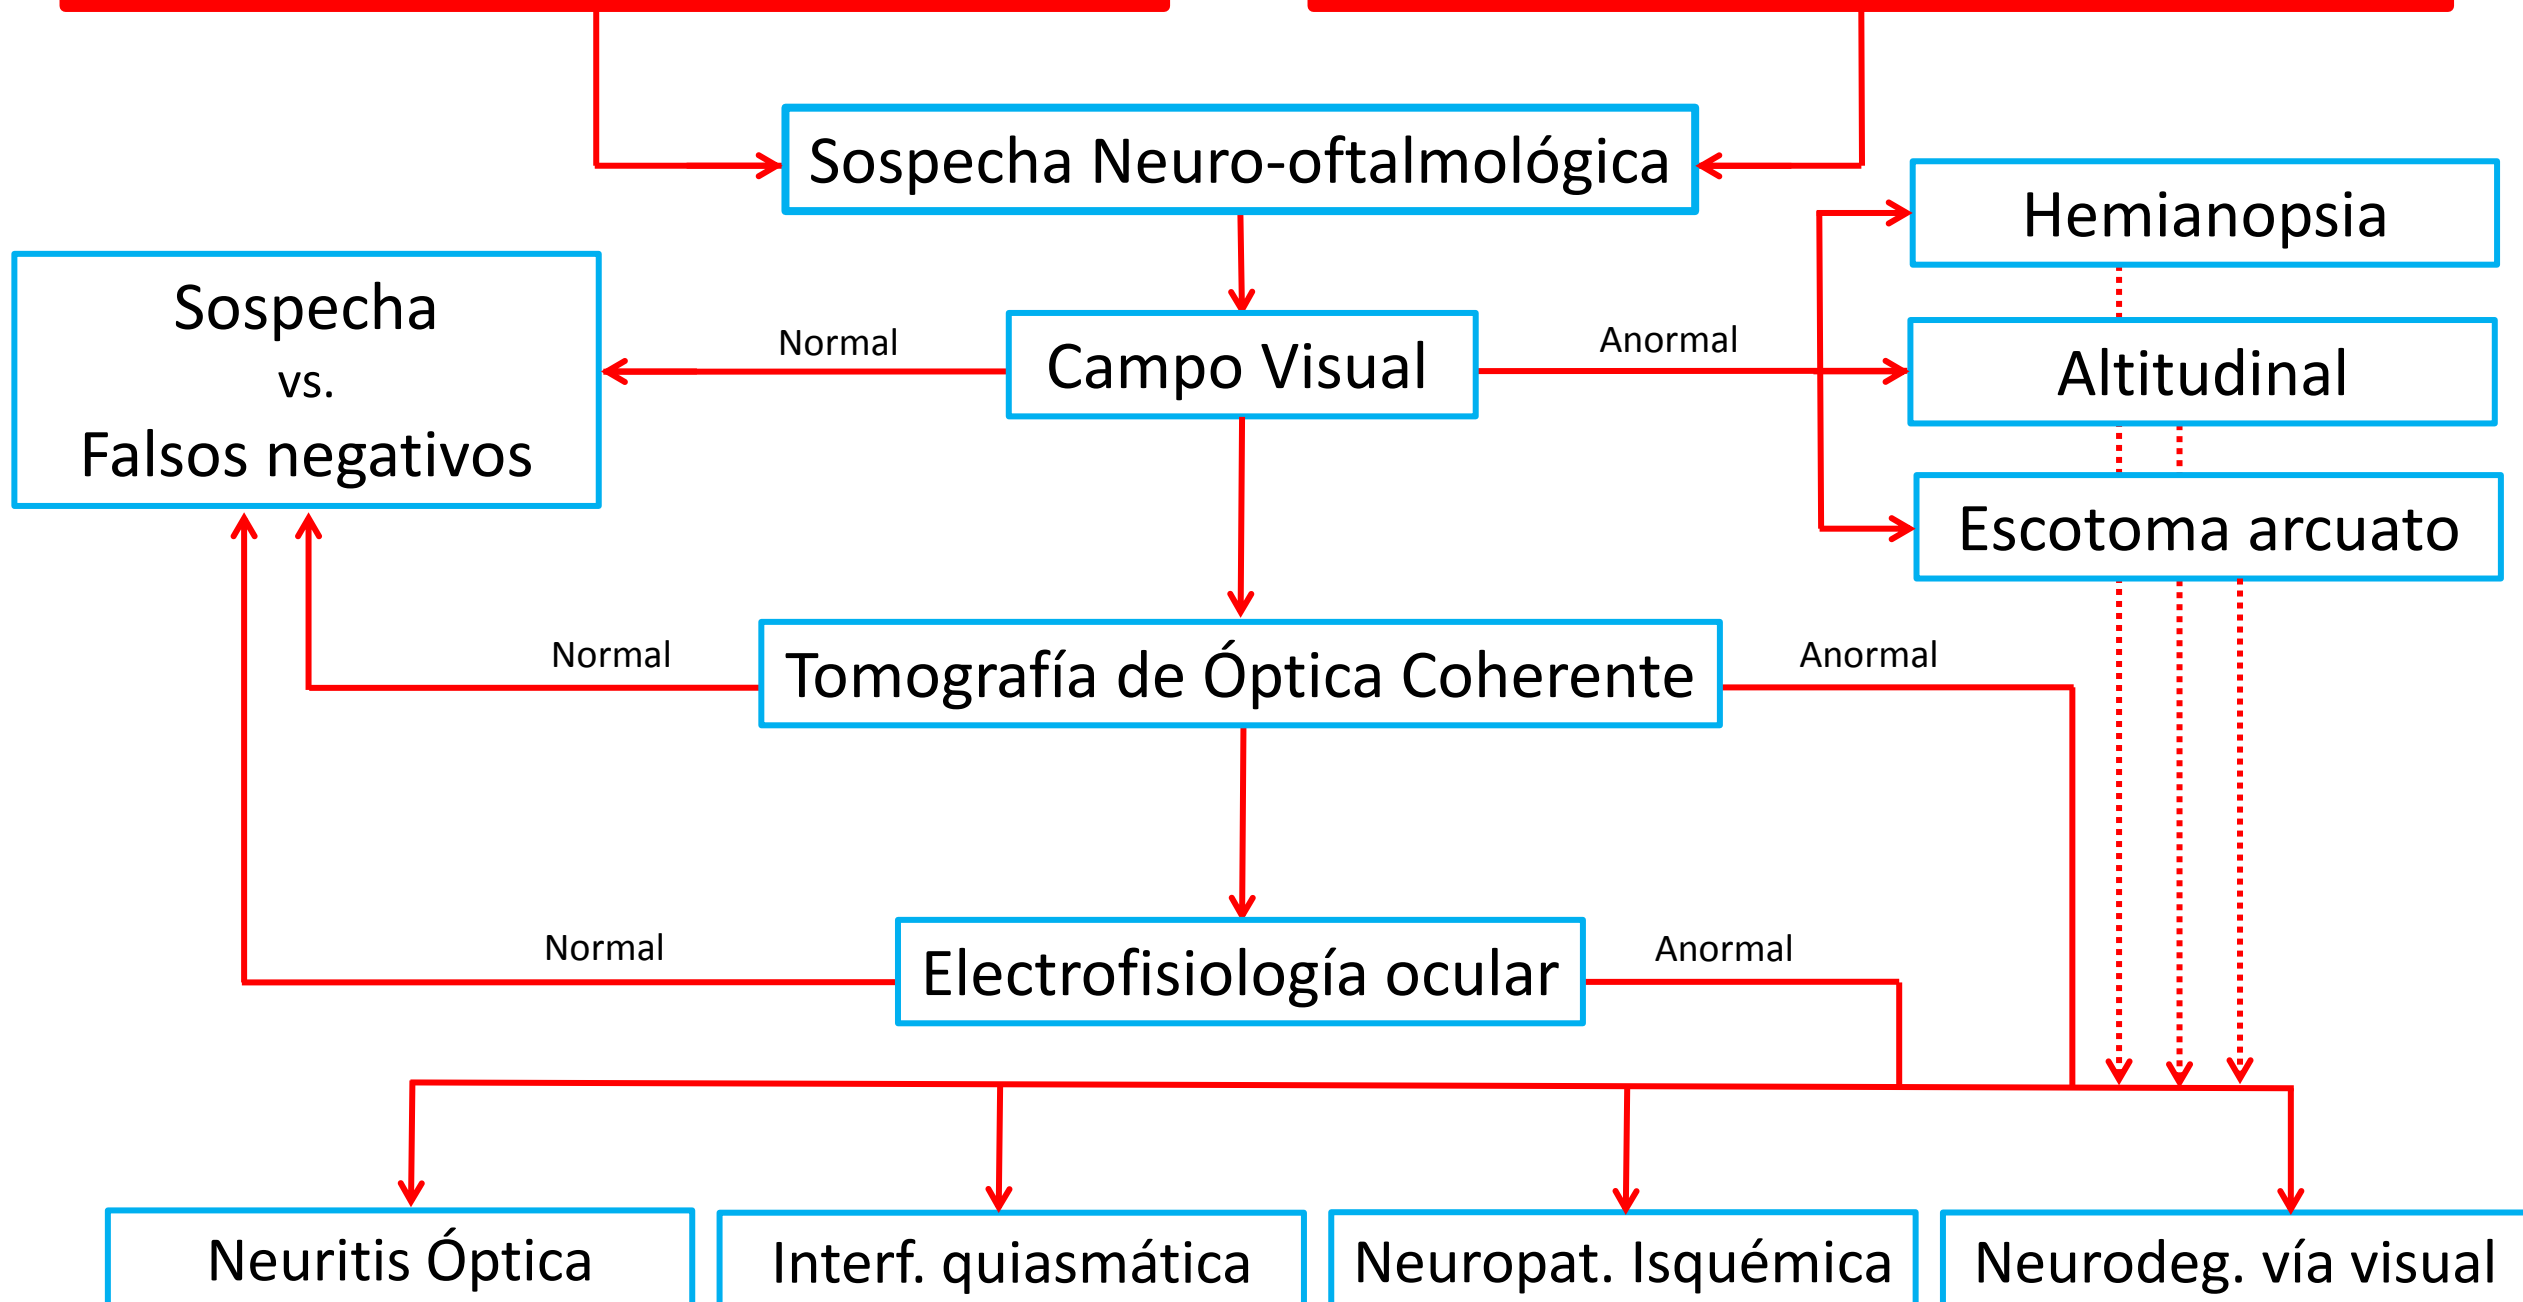 Sospecha Neuro-oftalmológica
Hemianopsia
Sospecha
vs.
Falsos negativos
Normal
Campo Visual
Anormal
Altitudinal
Escotoma arcuato
Normal
Tomografía de Óptica Coherente
Anormal
Normal
Electrofisiología ocular
Anormal
Neuritis Óptica
Interf. quiasmática
Neuropat. Isquémica
Neurodeg. vía visual